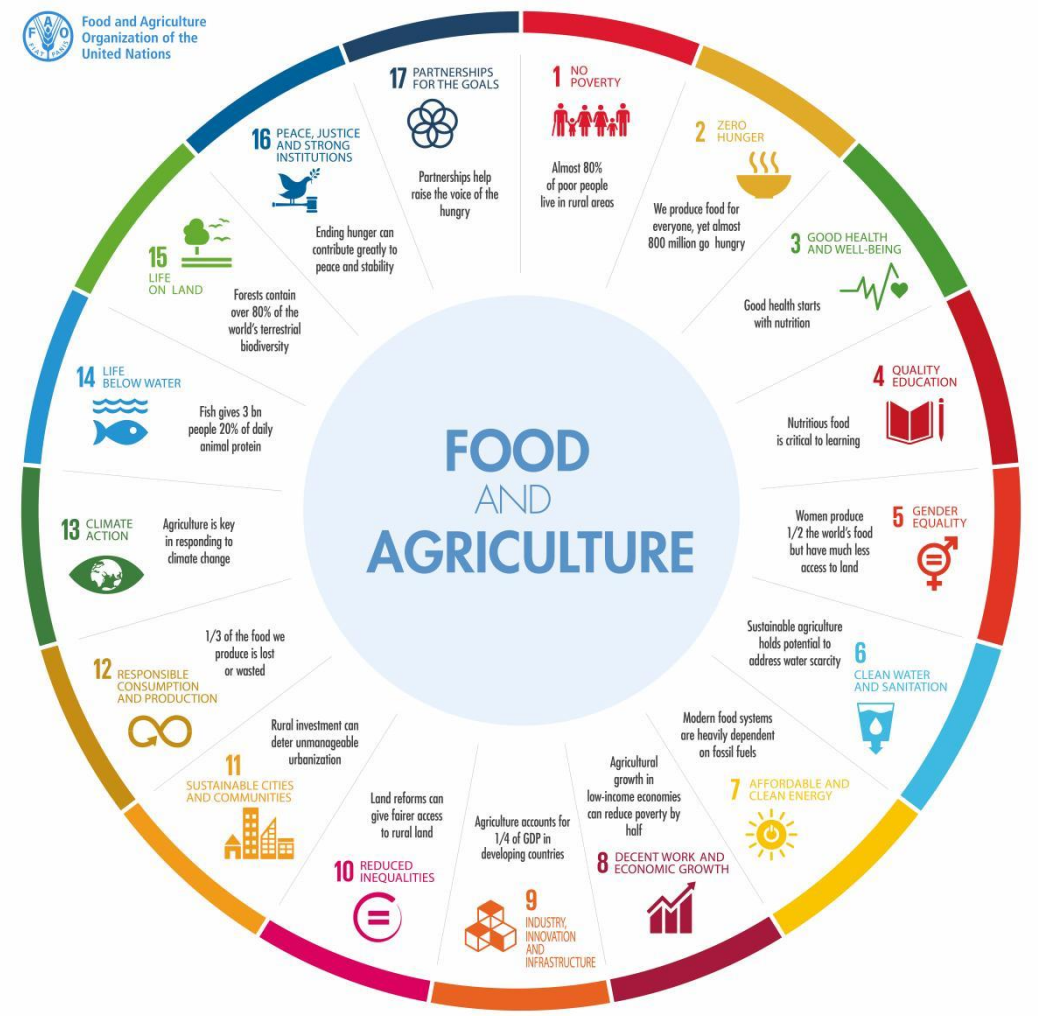 Food and Agriculture
Organization of the
United Nations
F A O
FIAT PANIS
1 NO
POVERTY
Almost 80%
of poor people
live in rural areas
2 ZERO
HUNGER
We produce food for
everyone, yet almost
800 million go hungry
3 GOOD HEALTH
AND WELL-BEING
Good health starts
with nutrition
4 QUALITY
EDUCATION
Nutritious food
is critical to learning
5 GENDER
EQUALITY
Women produce
1/2 the world's food
but have much less
access to land
6
CLEAN WATER
AND SANITATION
Sustainable agriculture
holds potential to
address water scarcity
7 AFFORDABLE AND
CLEAN ENERGY
Modern food systems
are heavily dependent
on fossil fuels
8 DECENT WORK AND
ECONOMIC GROWTH
Agricultural
growth in
low-income economies
can reduce poverty by
half
9
INDUSTRY,
INNOVATION
AND
INFRASTRUCTURE
Agriculture accounts for
1/4 of GDP in
developing countries
10 REDUCED
INEQUALITIES
Land reforms can
give fairer access
to rural land
11
SUSTAINABLE CITIES
AND COMMUNITIES
Rural investment can
deter unmanageable
urbanization
12 RESPONSIBLE
CONSUMPTION
AND PRODUCTION
1/3 of the food we
produce is lost
or wasted
13 CLIMATE
ACTION
Agriculture is key
in responding to
climate change
14 LIFE
BELOW WATER
Fish gives 3 bn
people 20% of daily
animal protein
15
LIFE
ON LAND
Forests contain
over 80% of the
world's terrestrial
biodiversity
16 PEACE, JUSTICE
AND STRONG
INSTITUTIONS
Ending hunger can
contribute greatly to
peace and stability
17 PARTNERSHIPS
FOR THE GOALS
Partnerships help
raise the voice of the
hungry
FOOD
AND
AGRICULTURE